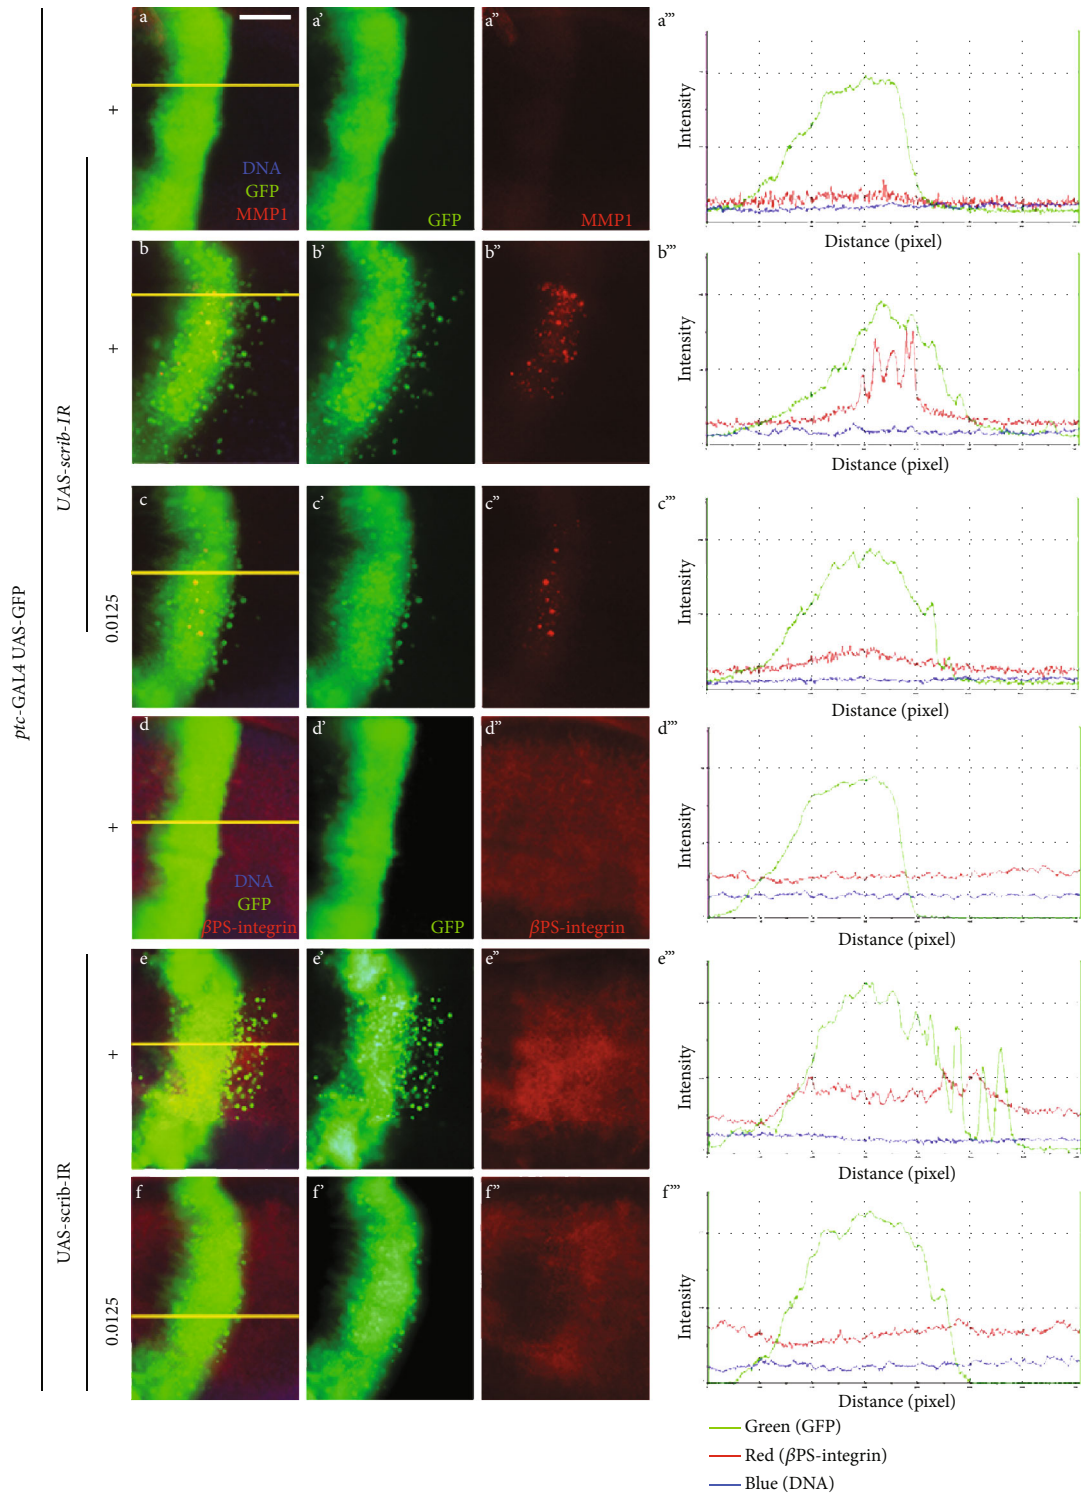 ptc-GAL4 UAS-GFP
UAS-scrib-IR
UAS-scrib-IR
+
+
0.0125
+
+
0.0125
a
DNA
GFP
MMP1
a'
GFP
a"
MMP1
a'''
Intensity
Distance (pixel)
b
b'
b"
b'''
Intensity
Distance (pixel)
c
c'
c"
c'''
Intensity
Distance (pixel)
d
DNA
GFP
βPS-integrin
d'
GFP
d"
βPS-integrin
d'''
Intensity
Distance (pixel)
e
e'
e"
e'''
Intensity
Distance (pixel)
f
f'
f"
f'''
Intensity
Distance (pixel)
Green (GFP)
Red (βPS-integrin)
Blue (DNA)